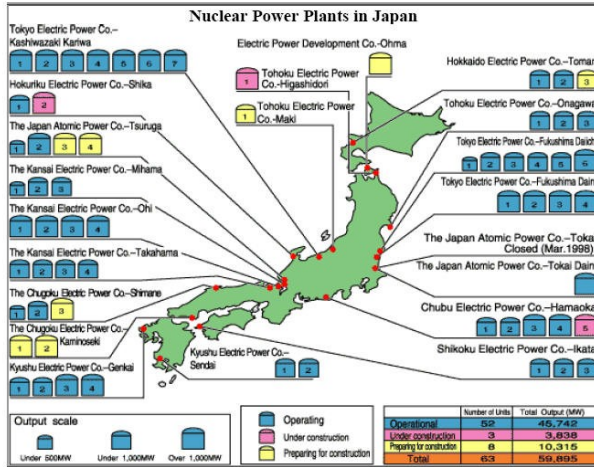 Nuclear Power Plants in Japan
Tokyo Electric Power Co.–
Kashiwazaki Kariwa
1 2 3 4 5 6 7
Hokuriku Electric Power Co.–Shika
1 2
The Japan Atomic Power Co.–Tsuruga
1 2 3 4
The Kansai Electric Power Co.–Mihama
1 2 3
The Kansai Electric Power Co.–Ohi
1 2 3 4
The Kansai Electric Power Co.–Takahama
1 2 3 4
The Chugoku Electric Power Co.–Shimane
1 2 3
The Chugoku Electric Power Co.–
Kaminoseki
1 2
Kyushu Electric Power Co.–Genkai
1 2 3 4
Electric Power Development Co.–Ohma
Tohoku Electric Power
Co.–Higashidori
1
Tohoku Electric Power
Co.–Maki
1
Hokkaido Electric Power Co.–Tomari
1 2 3
Tohoku Electric Power Co.–Onagawa
1 2 3
Tokyo Electric Power Co.–Fukushima Daiich
1 2 3 4 5 6
Tokyo Electric Power Co.–Fukushima Dain
1 2 3 4
The Japan Atomic Power Co.–Toka
Closed (Mar.1998)
The Japan Atomic Power Co.–Tokai Dain
Chubu Electric Power Co.–Hamaoka
1 2 3 4 5
Shikoku Electric Power Co.–Ikata
1 2 3
Kyushu Electric Power Co.–
Sendai
1 2
Output scale
Under 500MW Under 1,000MW Over 1,000MW
Operating
Under construction
Preparing for construction
Number of Units Total Output (MW)
Operational 52 45,742
Under construction 3 3,838
Preparing for construction 8 10,315
Total 63 59,895